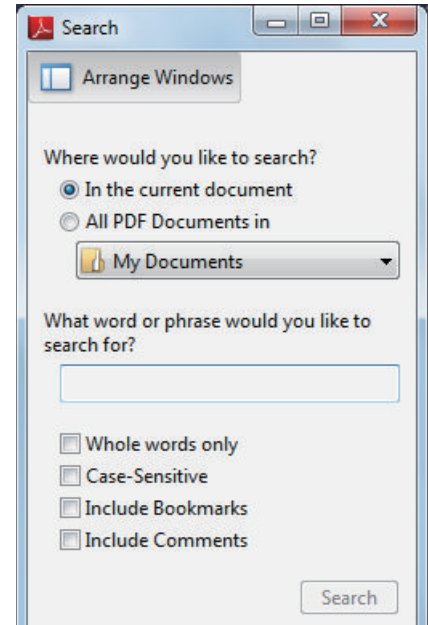 Search
Arrange Windows
Where would you like to search?
In the current document
All PDF Documents in
My Documents
What word or phrase would you like to
search for?
Whole words only
Case-Sensitive
Include Bookmarks
Include Comments
Search